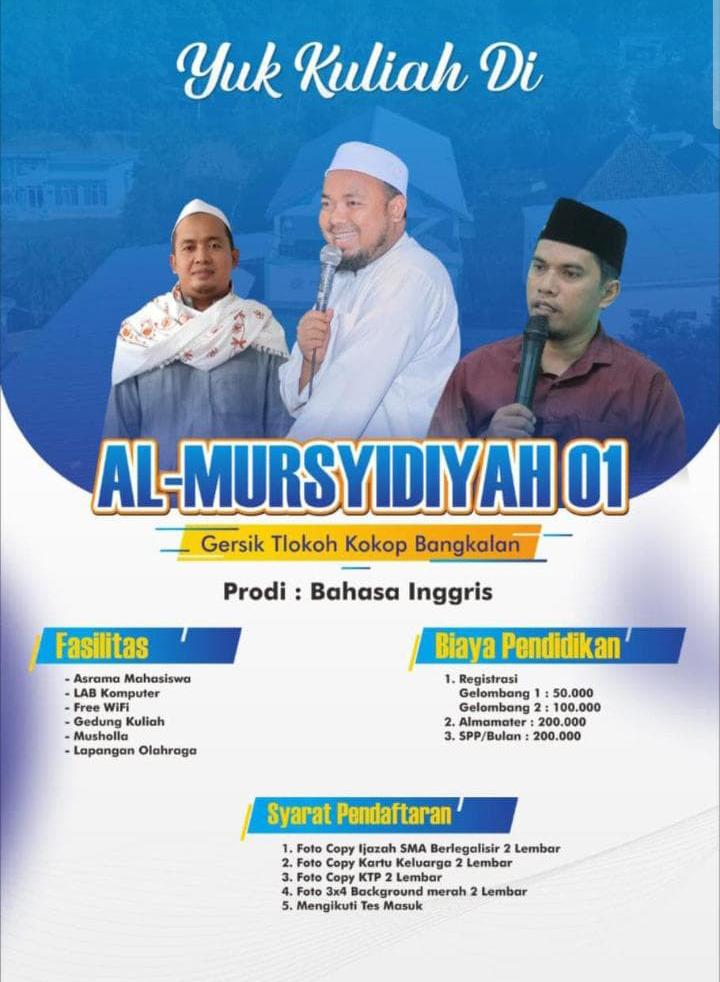 Yuk Kuliah Di
AL-MURSYIDIYAH 01
Gersik Tlokoh Kokop Bangkalan
Prodi : Bahasa Inggris
Fasilitas
- Asrama Mahasiswa
- LAB Komputer
- Free WiFi
- Gedung Kuliah
- Musholla
- Lapangan Olahraga
Biaya Pendidikan
1. Registrasi
Gelombang 1 : 50.000
Gelombang 2 : 100.000
2. Almamater : 200.000
3. SPP/Bulan : 200.000
Syarat Pendaftaran
1. Foto Copy Ijazah SMA Berlegalisir 2 Lembar
2. Foto Copy Kartu Keluarga 2 Lembar
3. Foto Copy KTP 2 Lembar
4. Foto 3x4 Background merah 2 Lembar
5. Mengikuti Tes Masuk